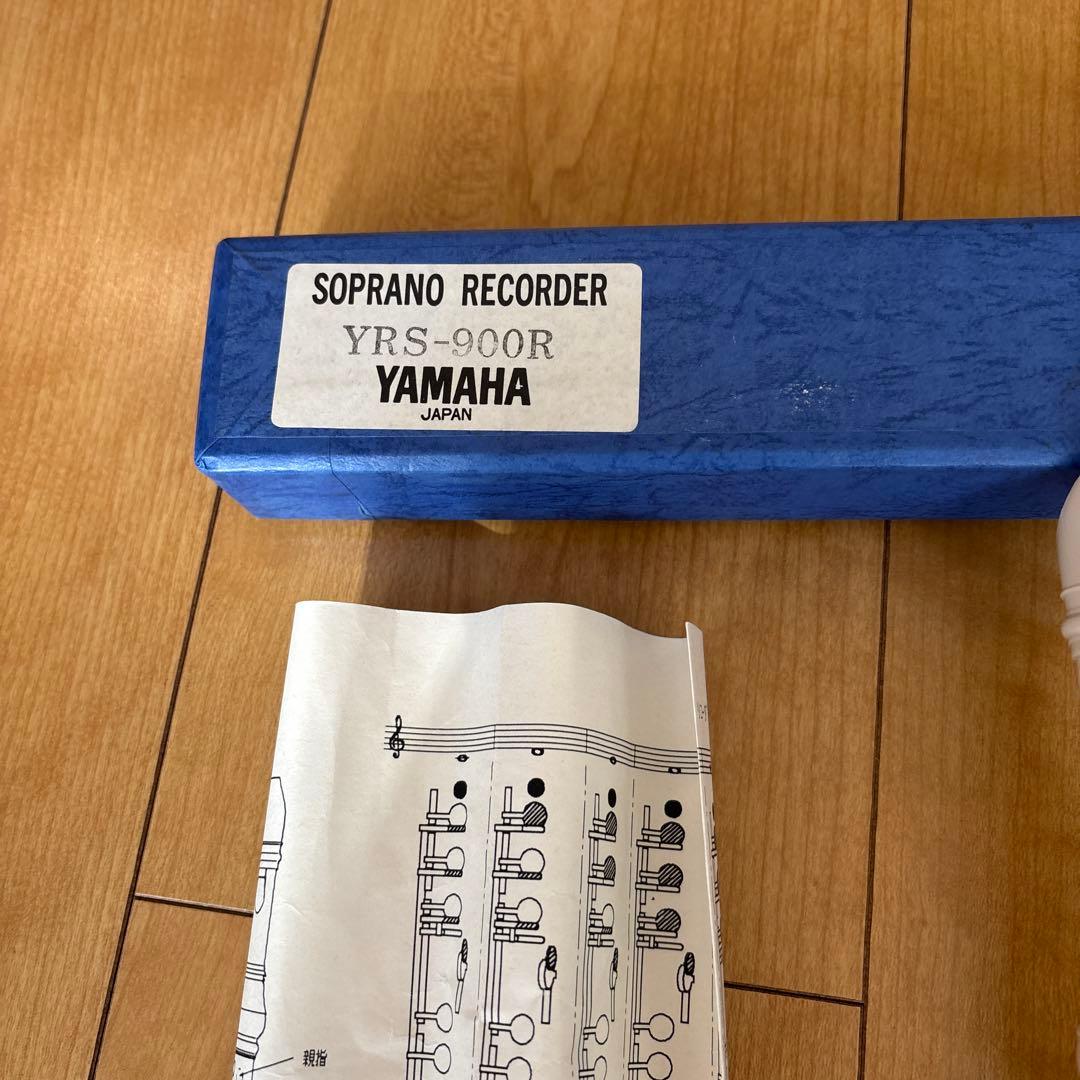 SOPRANO RECORDER
YRS-900R
YAMAHA
JAPAN
親指